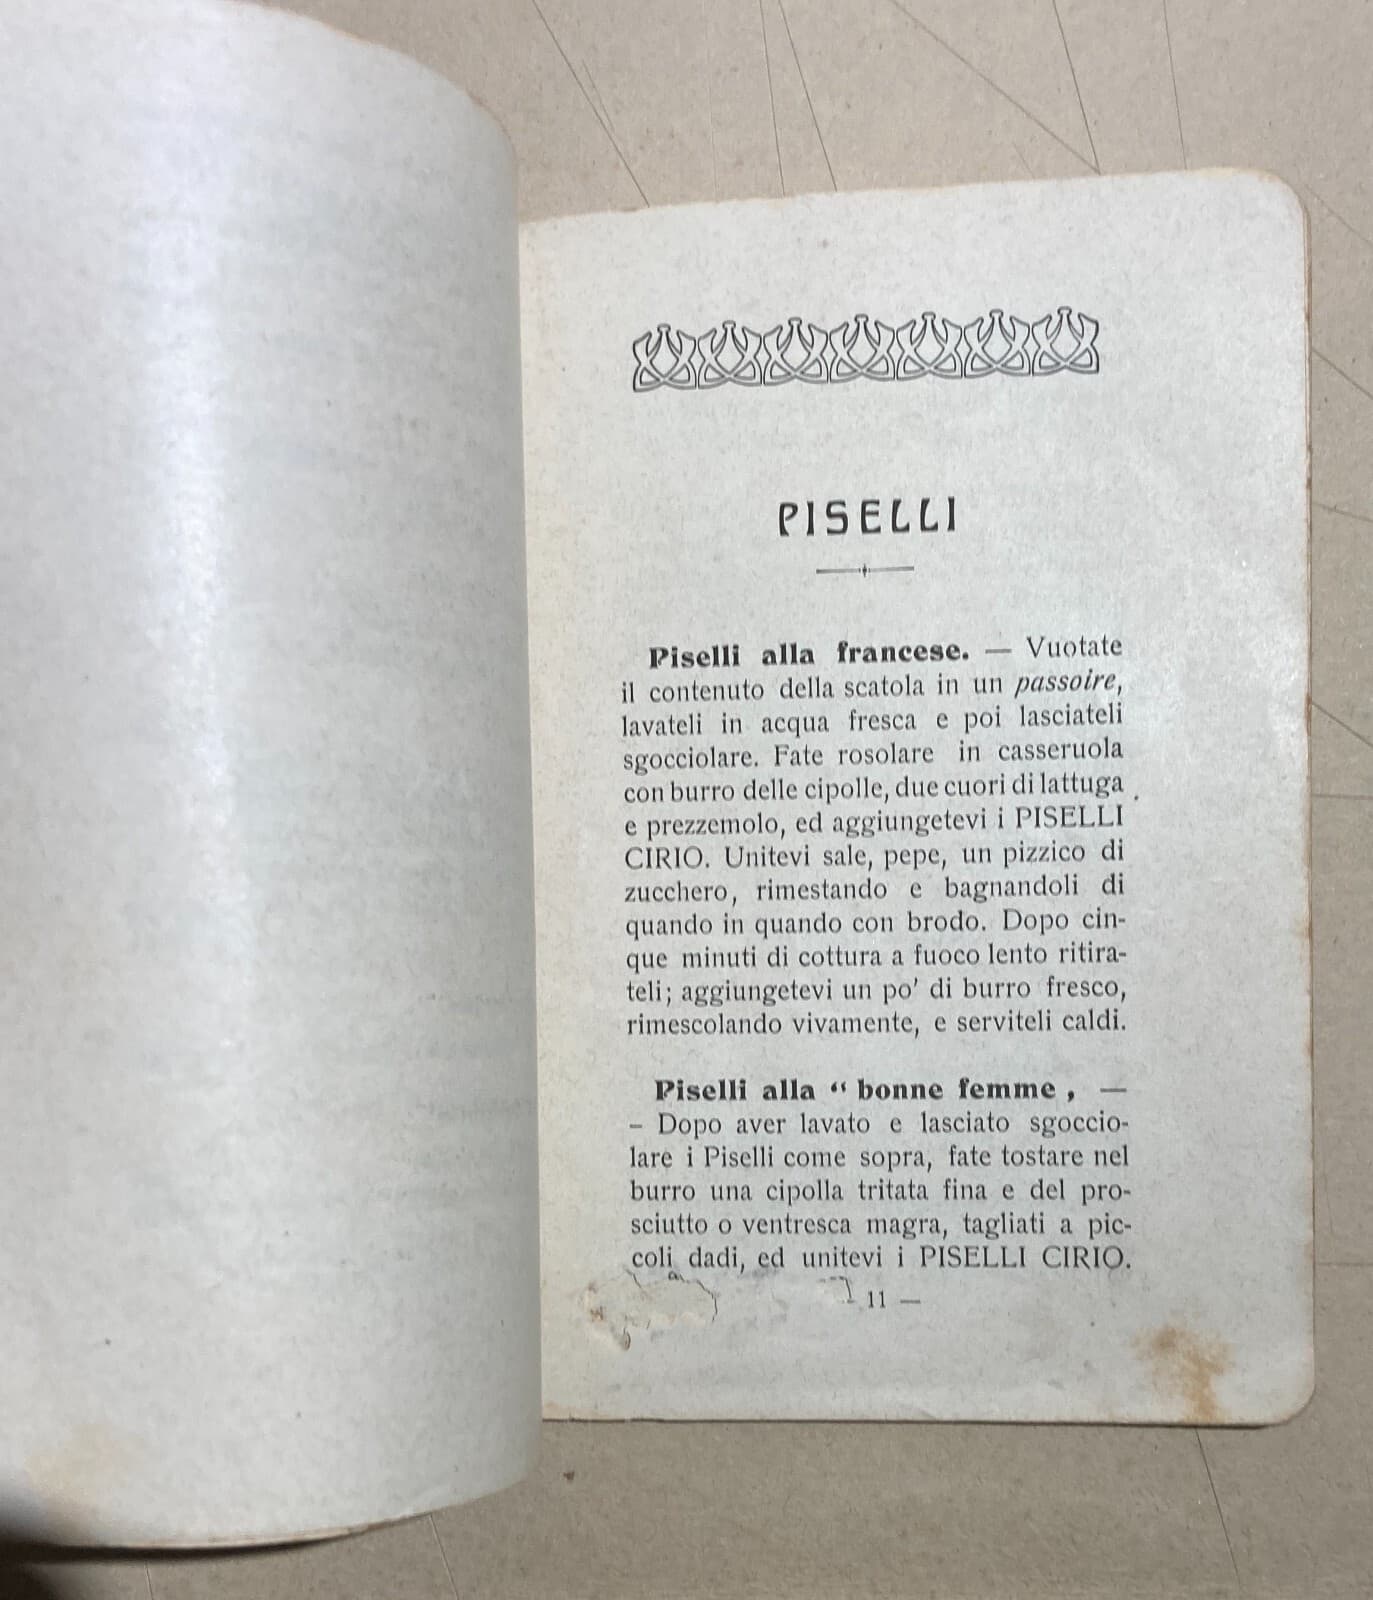 PISELLI
Piselli alla francese. — Vuotate
il contenuto della scatola in un passoire,
lavateli in acqua fresca e poi lasciateli
sgocciolare. Fate rosolare in casseruola
con burro delle cipolle, due cuori di lattuga
e prezzemolo, ed aggiungetevi i PISELLI
CIRIO. Unitevi sale, pepe, un pizzico di
zucchero, rimestando e bagnandoli di
quando in quando con brodo. Dopo cin-
que minuti di cottura a fuoco lento ritira-
teli; aggiungetevi un po' di burro fresco,
rimescolando vivamente, e serviteli caldi.
Piselli alla “ bonne femme , —
– Dopo aver lavato e lasciato sgoccio-
lare i Piselli come sopra, fate tostare nel
burro una cipolla tritata fina e del pro-
sciutto o ventresca magra, tagliati a pic-
coli dadi, ed unitevi i PISELLI CIRIO.
11 —